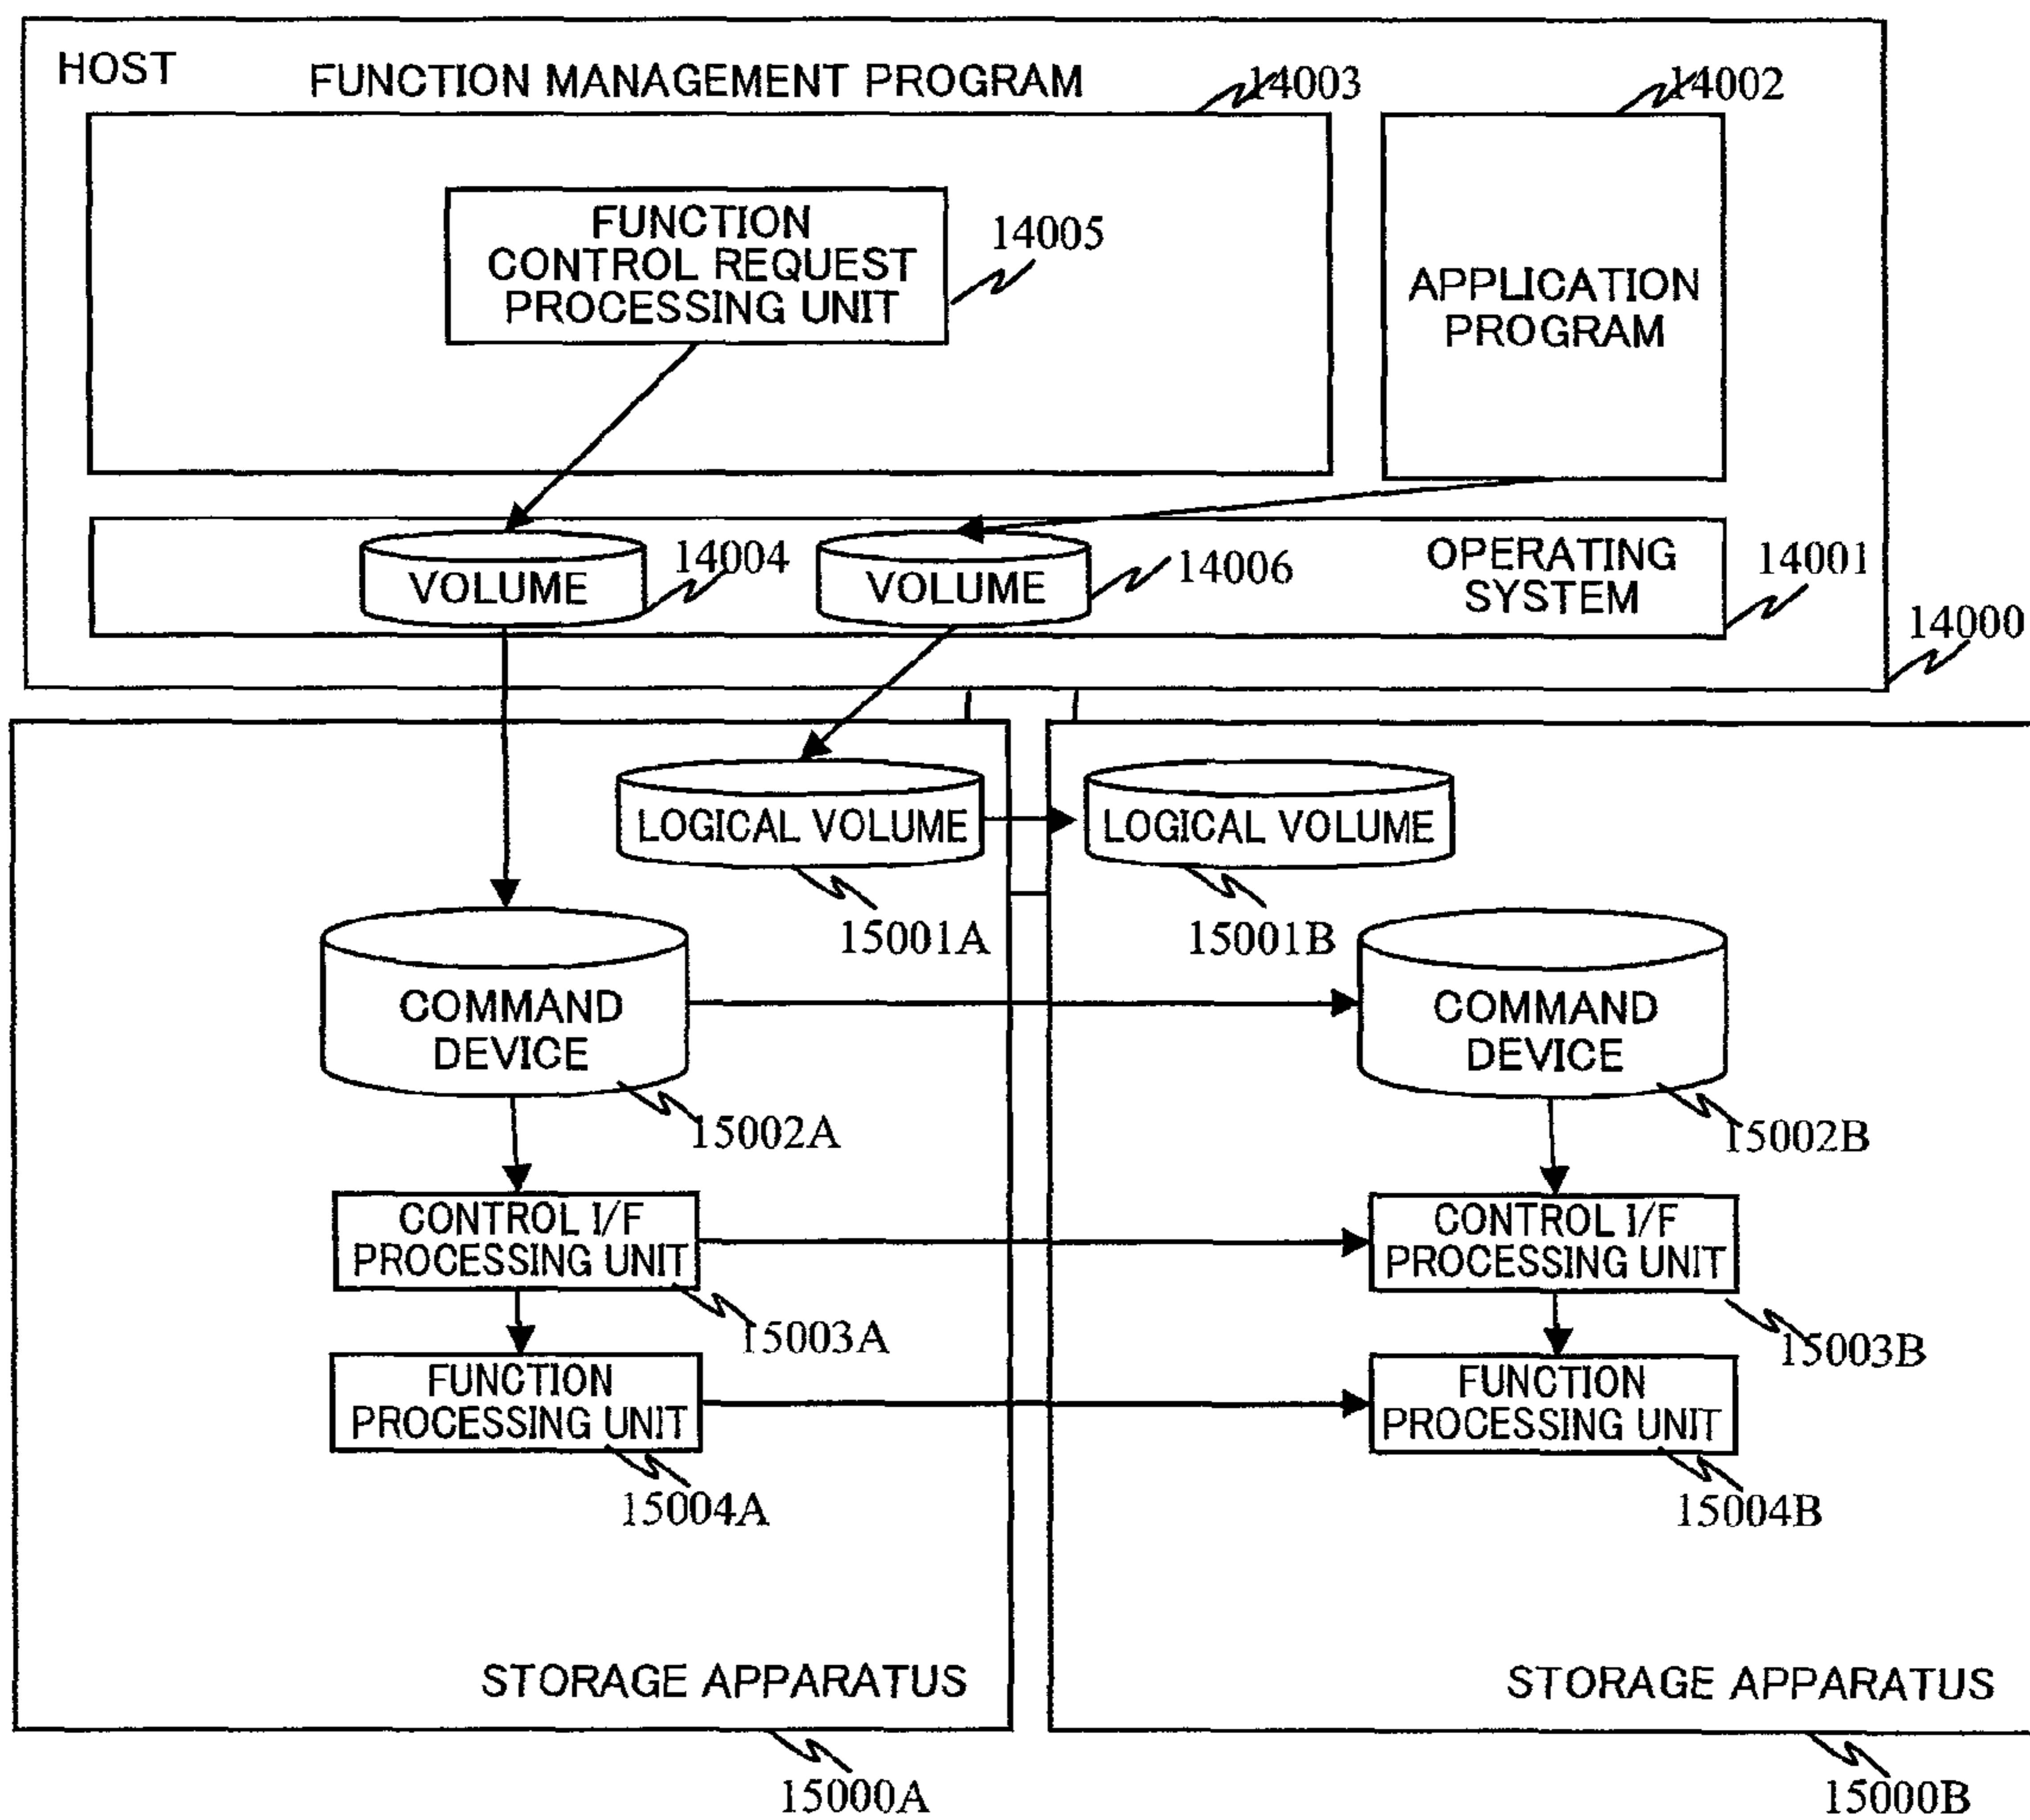 HOST
FUNCTION MANAGEMENT PROGRAM
14003
14002
FUNCTION
CONTROL REQUEST
PROCESSING UNIT
14005
APPLICATION
PROGRAM
VOLUME
14004
VOLUME
14006
OPERATING
SYSTEM
14001
14000
LOGICAL VOLUME
LOGICAL VOLUME
15001A
15001B
COMMAND
DEVICE
COMMAND
DEVICE
15002A
15002B
CONTROL I/F
PROCESSING UNIT
CONTROL I/F
PROCESSING UNIT
15003A
15003B
FUNCTION
PROCESSING UNIT
FUNCTION
PROCESSING UNIT
15004A
15004B
STORAGE APPARATUS
STORAGE APPARATUS
15000A
15000B